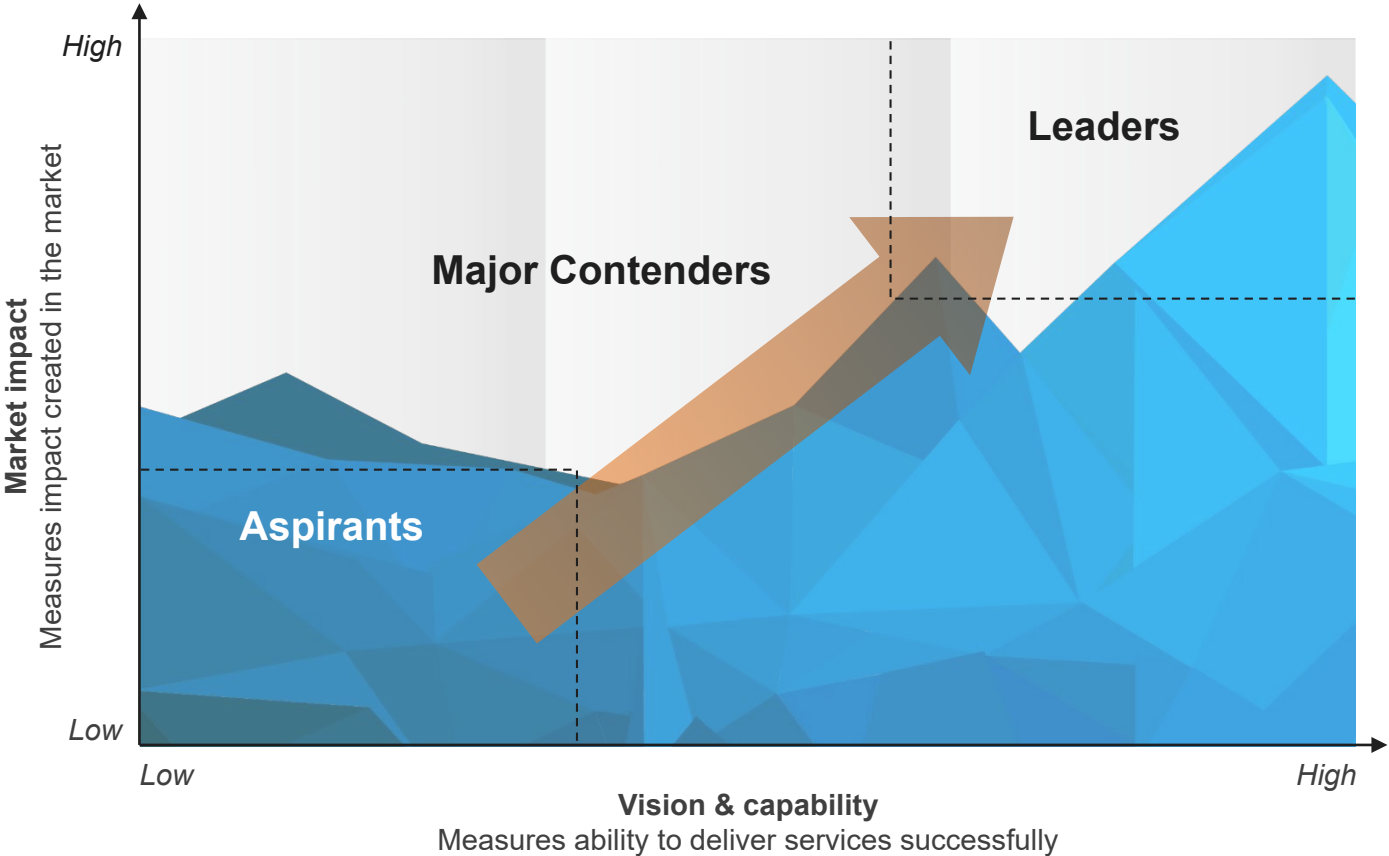 High
Leaders
Major Contenders
Market impact
Measures impact created in the market
Aspirants
Low
Low
High
Vision & capability
Measures ability to deliver services successfully